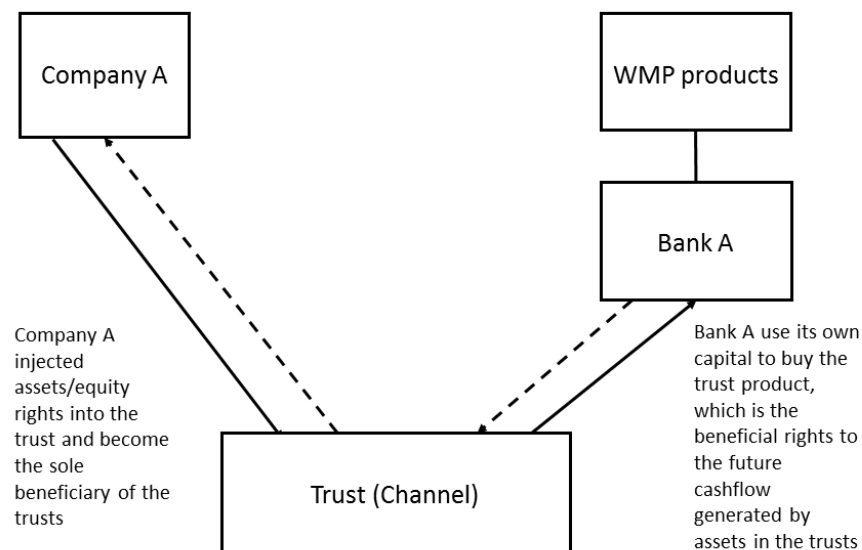 Company A
WMP products
Bank A
Company A
injected
assets/equity
rights into the
trust and become
the sole
beneficiary of the
trusts
Bank A use its own
capital to buy the
trust product,
which is the
beneficial rights to
the future
cashflow
generated by
assets in the trusts
Trust (Channel)